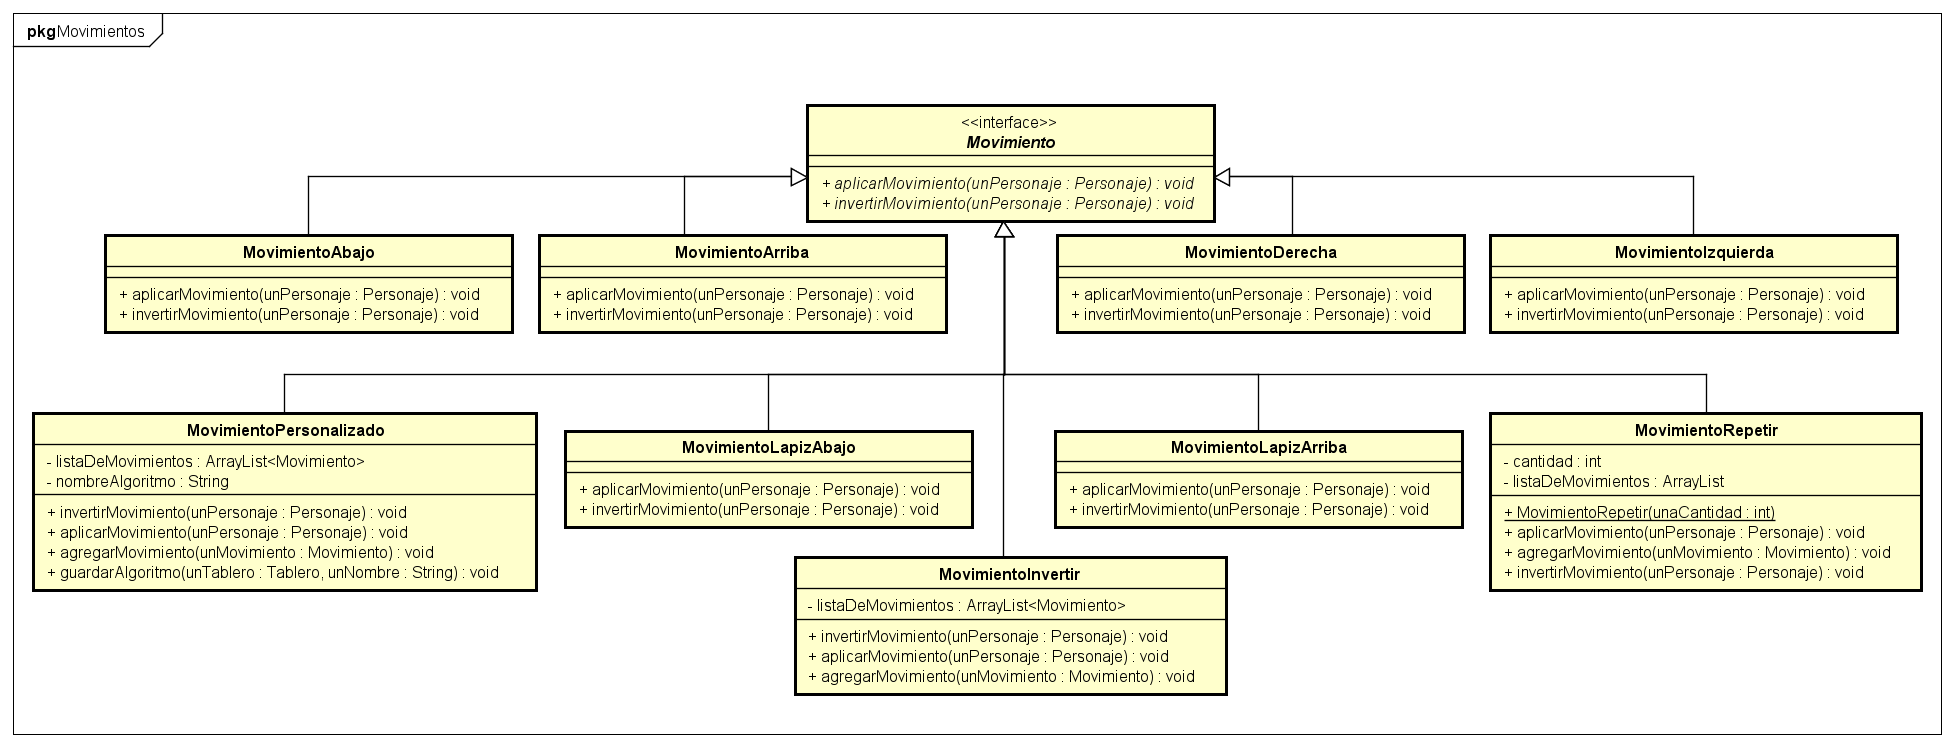 pkg Movimientos
<<interface>>
Movimiento
+ aplicarMovimiento(unPersonaje : Personaje) : void
+ invertirMovimiento(unPersonaje : Personaje) : void
MovimientoAbajo
+ aplicarMovimiento(unPersonaje : Personaje) : void
+ invertirMovimiento(unPersonaje : Personaje) : void
MovimientoArriba
+ aplicarMovimiento(unPersonaje : Personaje) : void
+ invertirMovimiento(unPersonaje : Personaje) : void
MovimientoDerecha
+ aplicarMovimiento(unPersonaje : Personaje) : void
+ invertirMovimiento(unPersonaje : Personaje) : void
MovimientoIzquierda
+ aplicarMovimiento(unPersonaje : Personaje) : void
+ invertirMovimiento(unPersonaje : Personaje) : void
MovimientoPersonalizado
- listaDeMovimientos : ArrayList<Movimiento>
- nombreAlgoritmo : String
+ invertirMovimiento(unPersonaje : Personaje) : void
+ aplicarMovimiento(unPersonaje : Personaje) : void
+ agregarMovimiento(unMovimiento : Movimiento) : void
+ guardarAlgoritmo(unTablero : Tablero, unNombre : String) : void
MovimientoLapizAbajo
+ aplicarMovimiento(unPersonaje : Personaje) : void
+ invertirMovimiento(unPersonaje : Personaje) : void
MovimientoLapizArriba
+ aplicarMovimiento(unPersonaje : Personaje) : void
+ invertirMovimiento(unPersonaje : Personaje) : void
MovimientoRepetir
- cantidad : int
- listaDeMovimientos : ArrayList
+ MovimientoRepetir(unaCantidad : int)
+ aplicarMovimiento(unPersonaje : Personaje) : void
+ agregarMovimiento(unMovimiento : Movimiento) : void
+ invertirMovimiento(unPersonaje : Personaje) : void
MovimientoInvertir
- listaDeMovimientos : ArrayList<Movimiento>
+ invertirMovimiento(unPersonaje : Personaje) : void
+ aplicarMovimiento(unPersonaje : Personaje) : void
+ agregarMovimiento(unMovimiento : Movimiento) : void